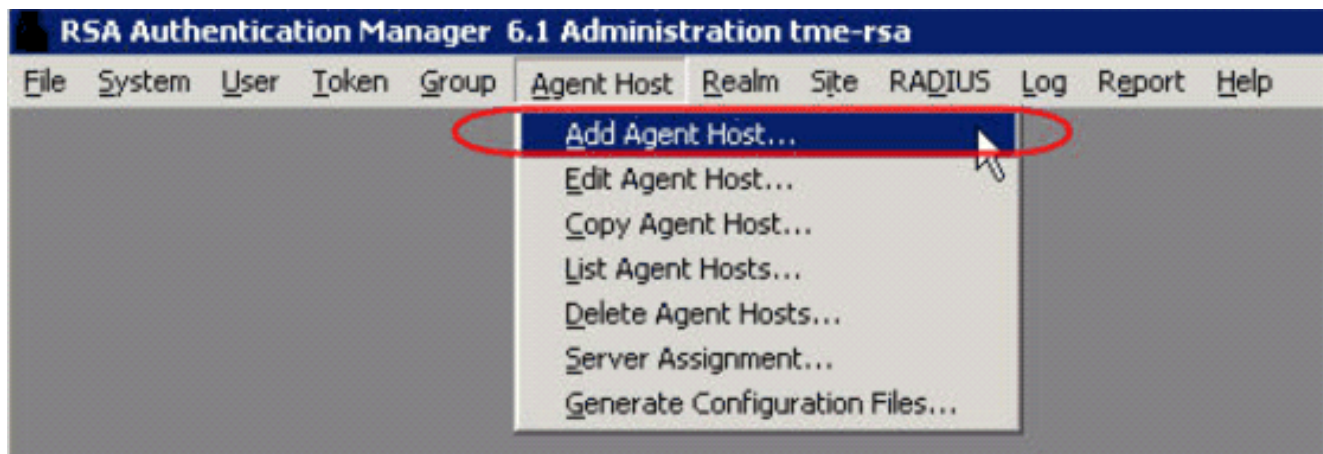 RSA Authentication Manager 6.1 Administration tme-rsa
File System User Token Group Agent Host Realm Site RADIUS Log Report Help
Add Agent Host...
Edit Agent Host...
Copy Agent Host...
List Agent Hosts...
Delete Agent Hosts...
Server Assignment...
Generate Configuration Files...